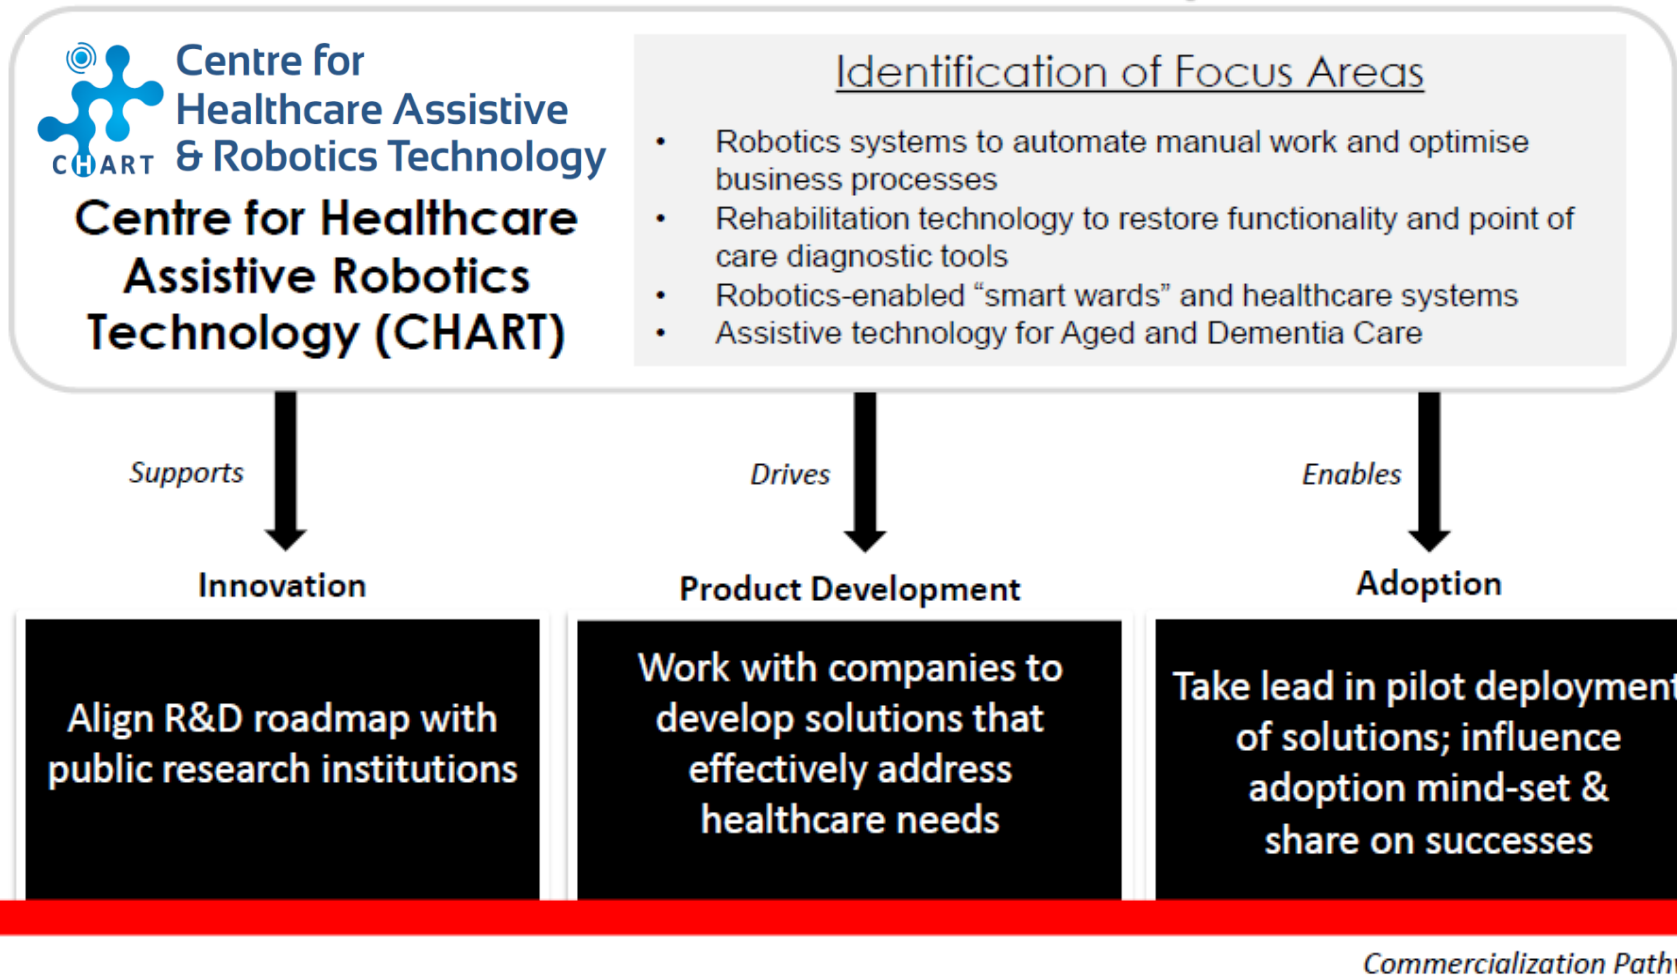 Centre for
Healthcare Assistive
& Robotics Technology
CHART
Centre for Healthcare
Assistive Robotics
Technology (CHART)
Identification of Focus Areas
• Robotics systems to automate manual work and optimise
business processes
• Rehabilitation technology to restore functionality and point of
care diagnostic tools
• Robotics-enabled “smart wards” and healthcare systems
• Assistive technology for Aged and Dementia Care
Supports
Drives
Enables
Innovation
Product Development
Adoption
Align R&D roadmap with
public research institutions
Work with companies to
develop solutions that
effectively address
healthcare needs
Take lead in pilot deployment
of solutions; influence
adoption mind-set &
share on successes
Commercialization